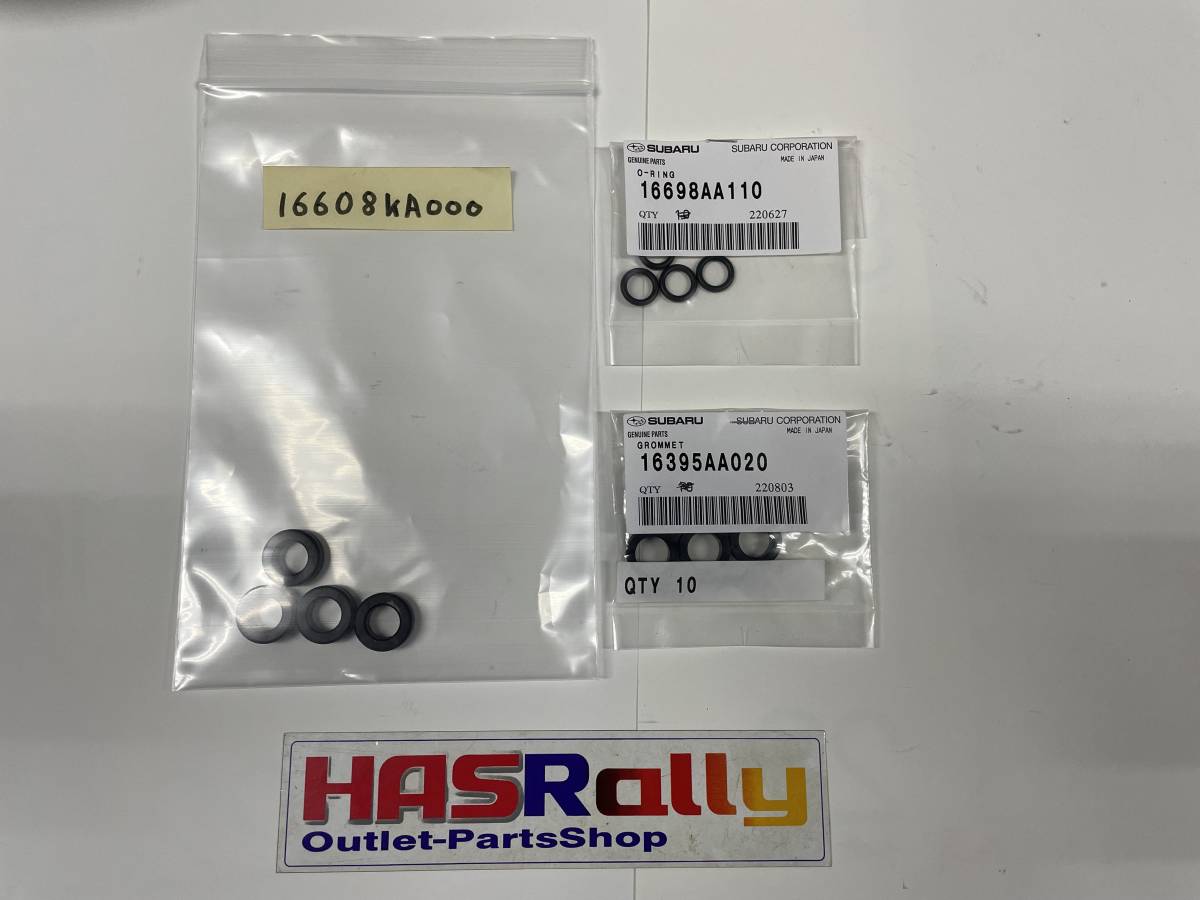 16608KA000
SUBARU SUBARU CORPORATION
GENUINE PARTS MADE IN JAPAN
O-RING
16698AA110
QTY 220627
SUBARU SUBARU CORPORATION
GENUINE PARTS MADE IN JAPAN
GROMMET
16395AA020
QTY 220803
QTY 10
HASRally
Outlet-PartsShop